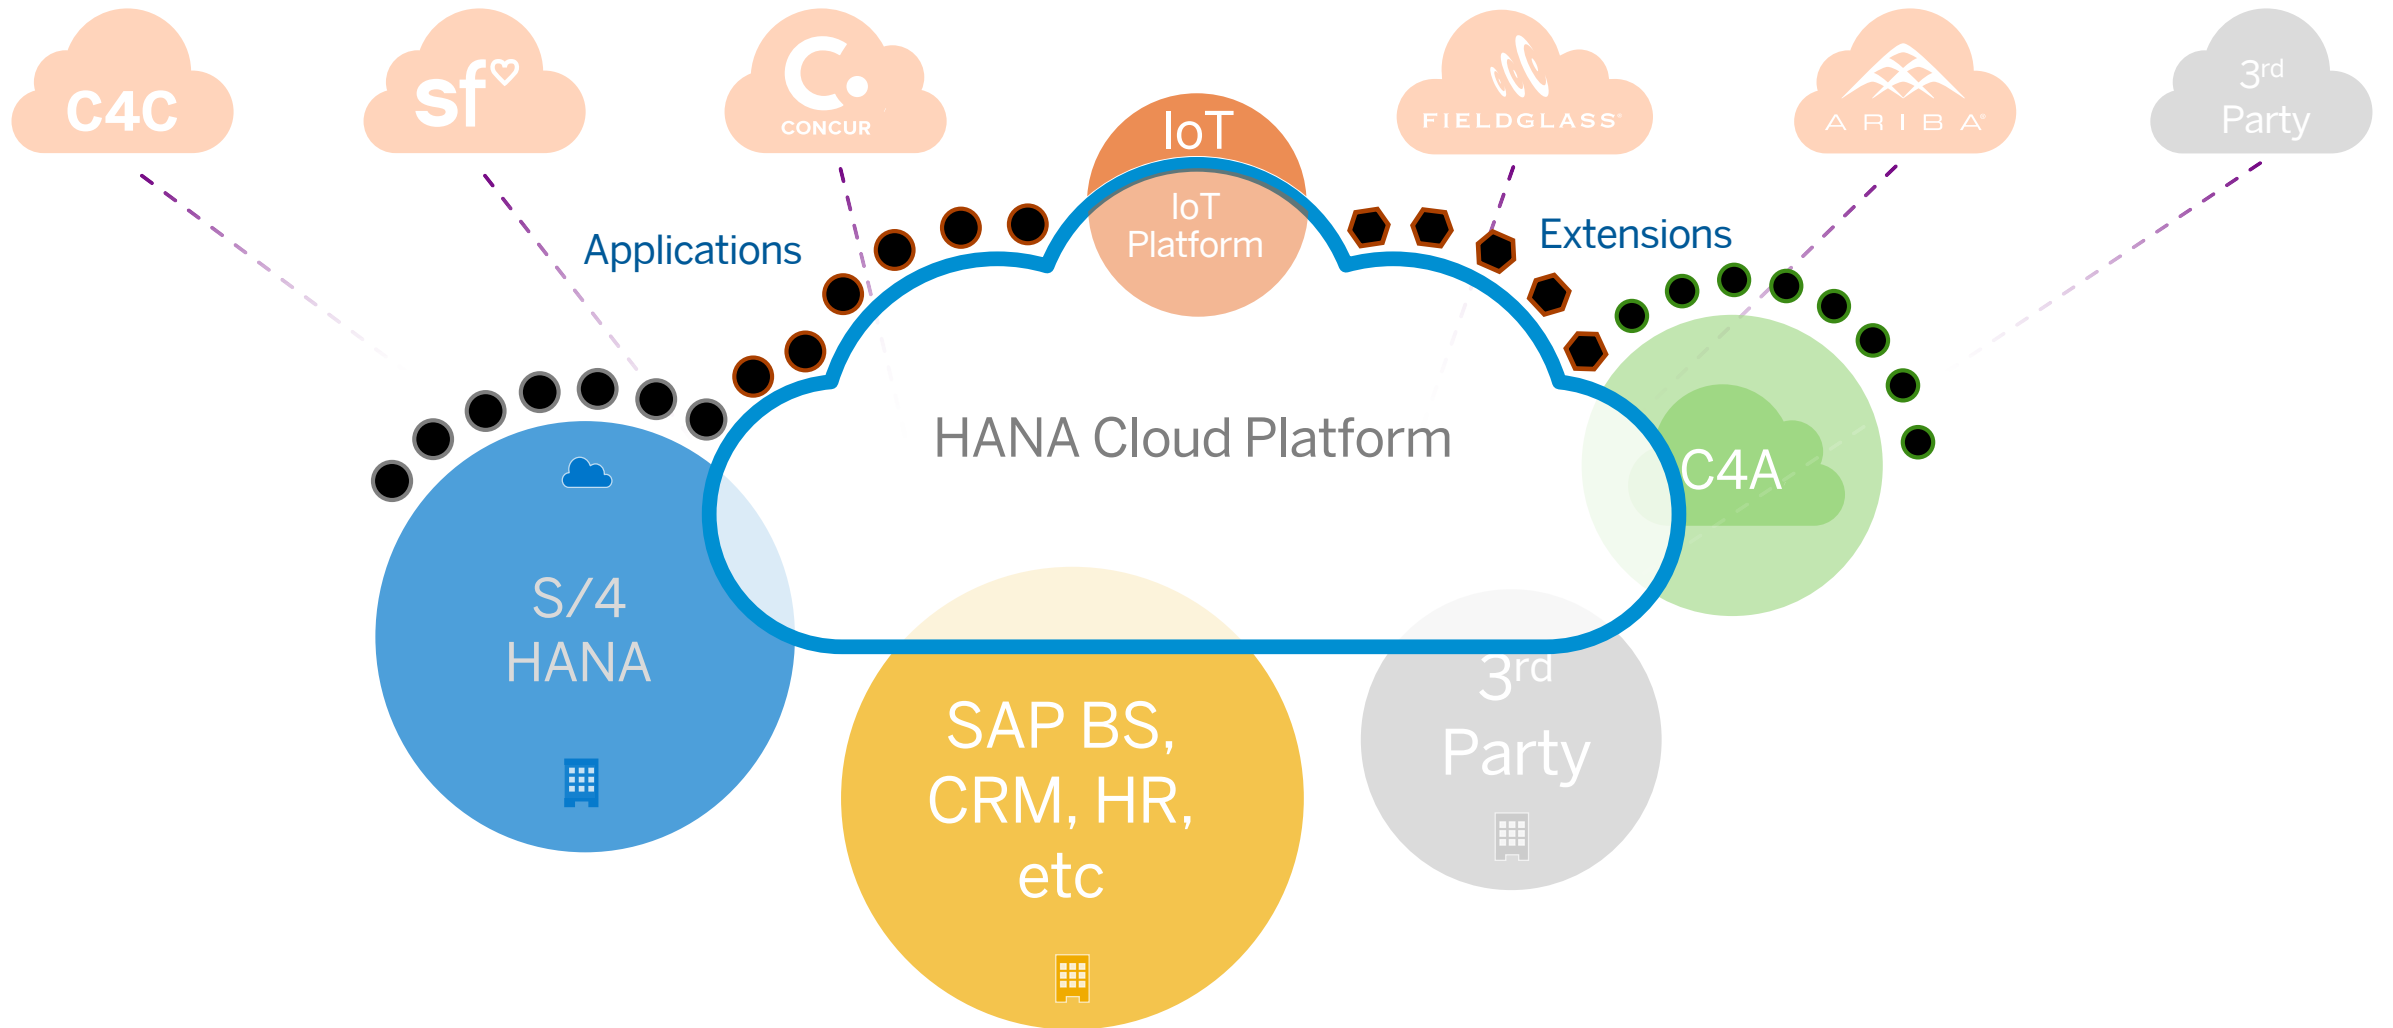 C4C
sf
C.
CONCUR
FIELDGLASS®
ARIBA®
3rd
Party
IoT
IoT
Platform
Applications
Extensions
HANA Cloud Platform
C4A
S/4
HANA
SAP BS,
CRM, HR,
etc
3rd
Party